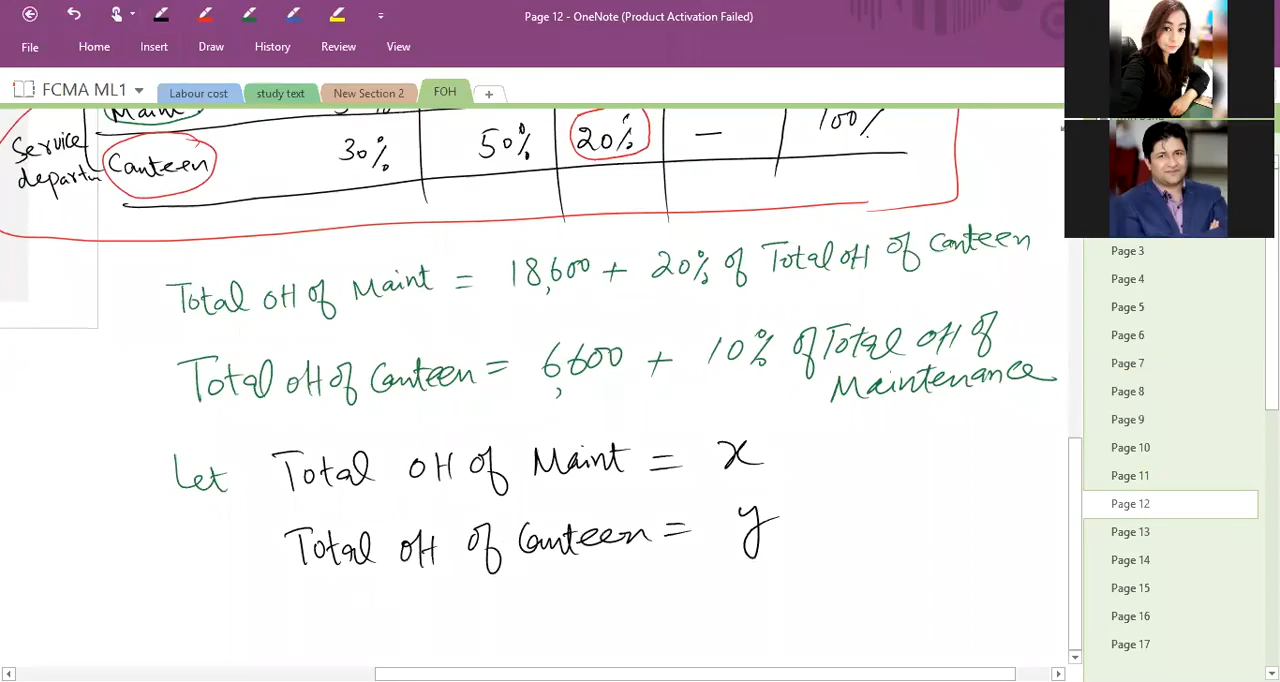 Page 12 - OneNote (Product Activation Failed)
File Home Insert Draw History Review View
FCMA ML1 Labour cost study text New Section 2 FOH
Maint
Service departm Canteen 30% 50% 20% — 100%
Total OH of Maint = 18,600 + 20% of Total OH of Canteen
Total OH of Canteen = 6,600 + 10% of Total OH of
Maintenance
Let Total OH of Maint = x
Total OH of Canteen = y
Page 3
Page 4
Page 5
Page 6
Page 7
Page 8
Page 9
Page 10
Page 11
Page 12
Page 13
Page 14
Page 15
Page 16
Page 17